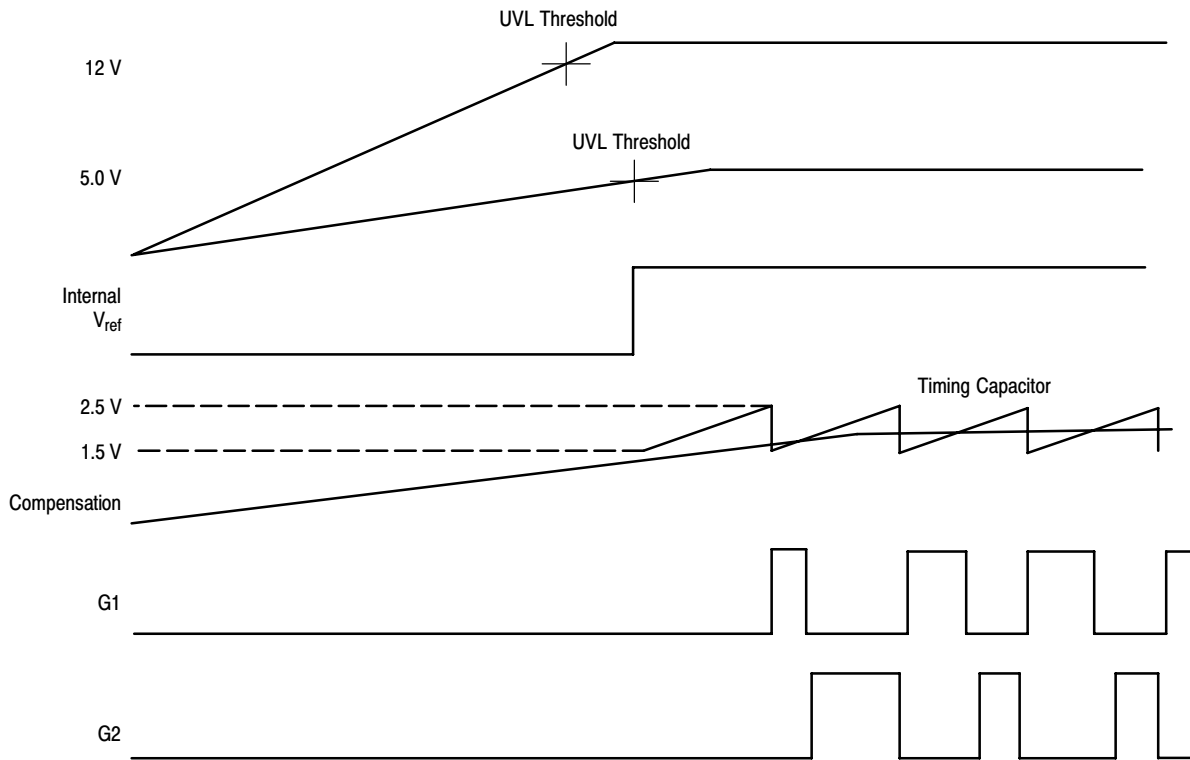 UVL Threshold
12 V
UVL Threshold
5.0 V
Internal
Vref
Timing Capacitor
2.5 V
1.5 V
Compensation
G1
G2